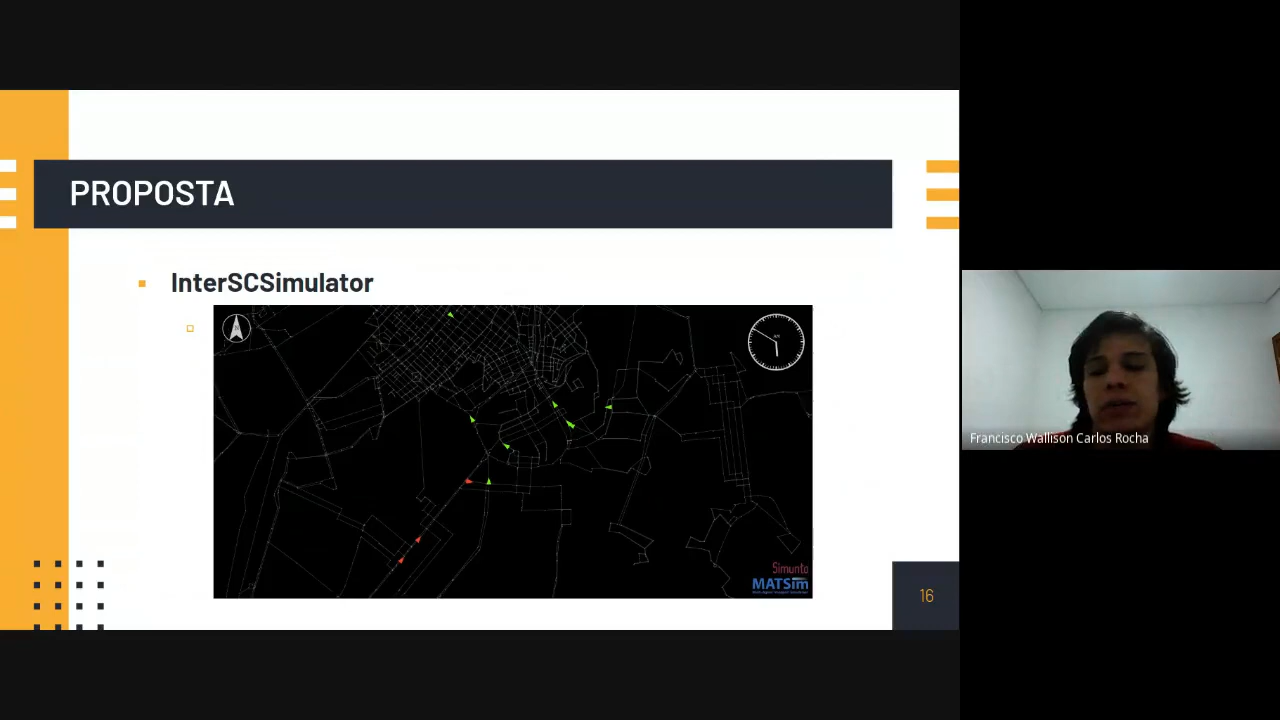 PROPOSTA
InterSCSimulator
Simunto
MATSim
16
Francisco Wallison Carlos Rocha